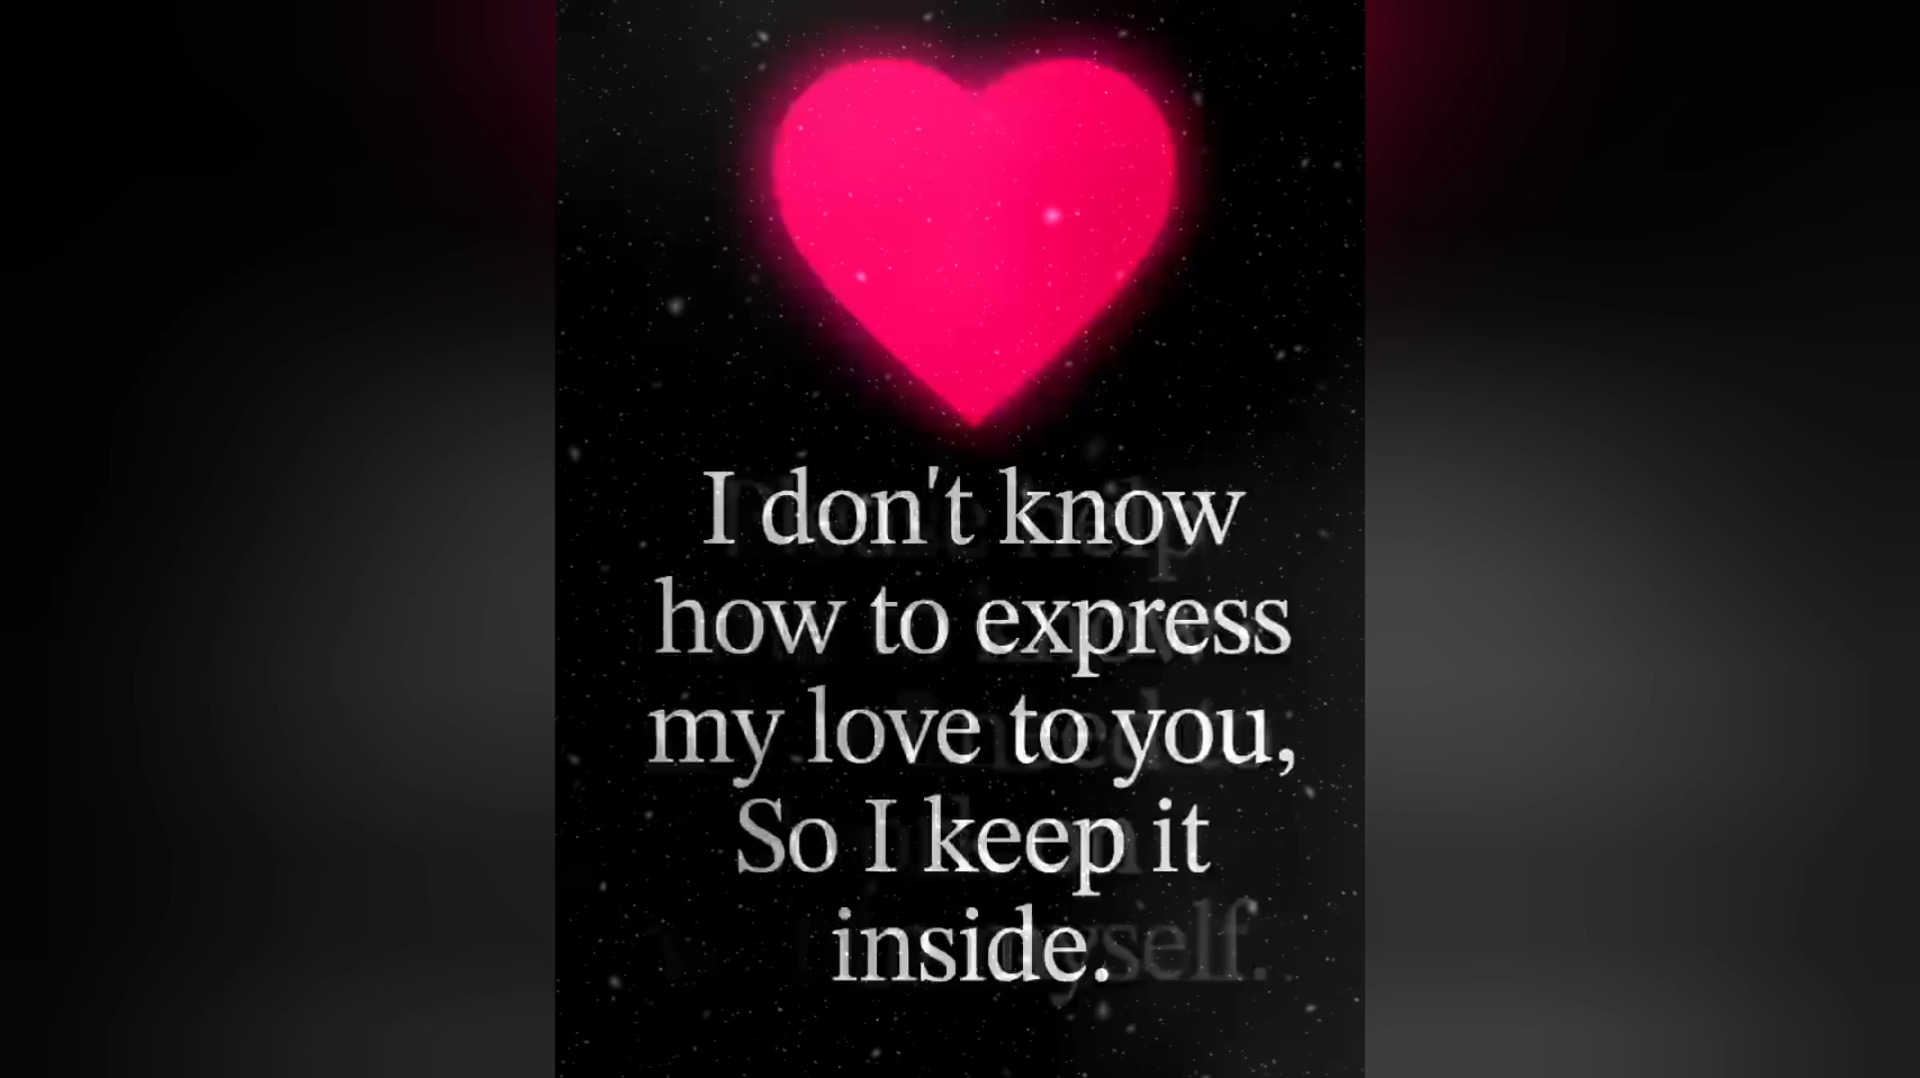 I don't know
how to express
my love to you,
So I keep it
inside.